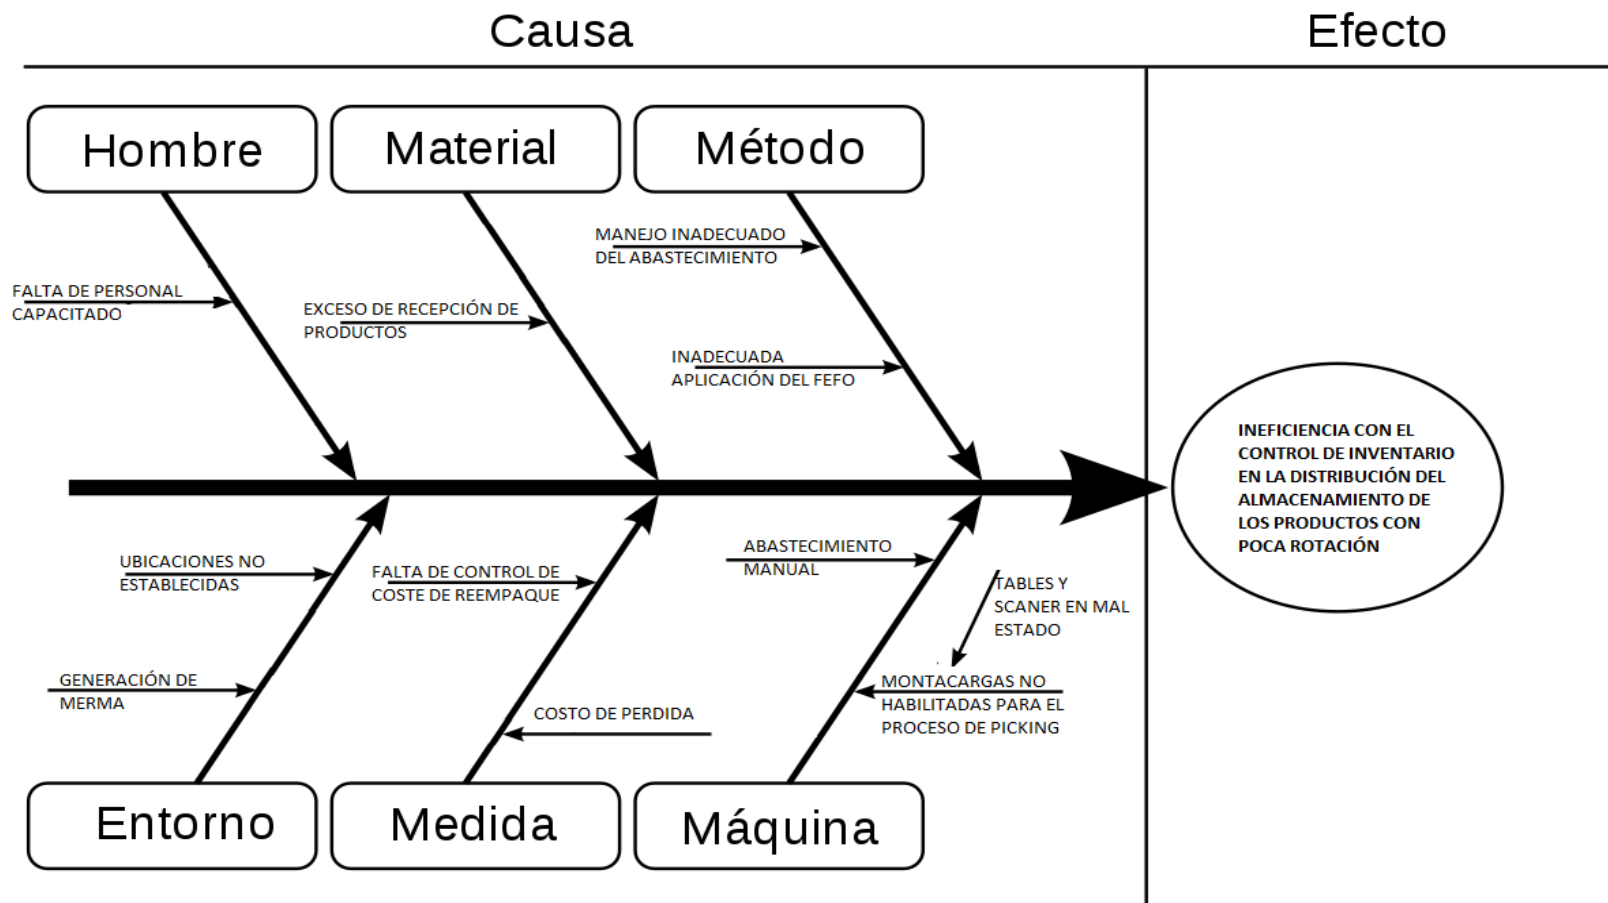 Causa
Efecto
Hombre
Material
Método
MANEJO INADECUADO
DEL ABASTECIMIENTO
FALTA DE PERSONAL
CAPACITADO
EXCESO DE RECEPCIÓN DE
PRODUCTOS
INADECUADA
APLICACIÓN DEL FEFO
INEFICIENCIA CON EL
CONTROL DE INVENTARIO
EN LA DISTRIBUCIÓN DEL
ALMACENAMIENTO DE
LOS PRODUCTOS CON
POCA ROTACIÓN
UBICACIONES NO
ESTABLECIDAS
FALTA DE CONTROL DE
COSTE DE REEMPAQUE
ABASTECIMIENTO
MANUAL
TABLES Y
SCANER EN MAL
ESTADO
GENERACIÓN DE
MERMA
COSTO DE PERDIDA
MONTACARGAS NO
HABILITADAS PARA EL
PROCESO DE PICKING
Entorno
Medida
Máquina